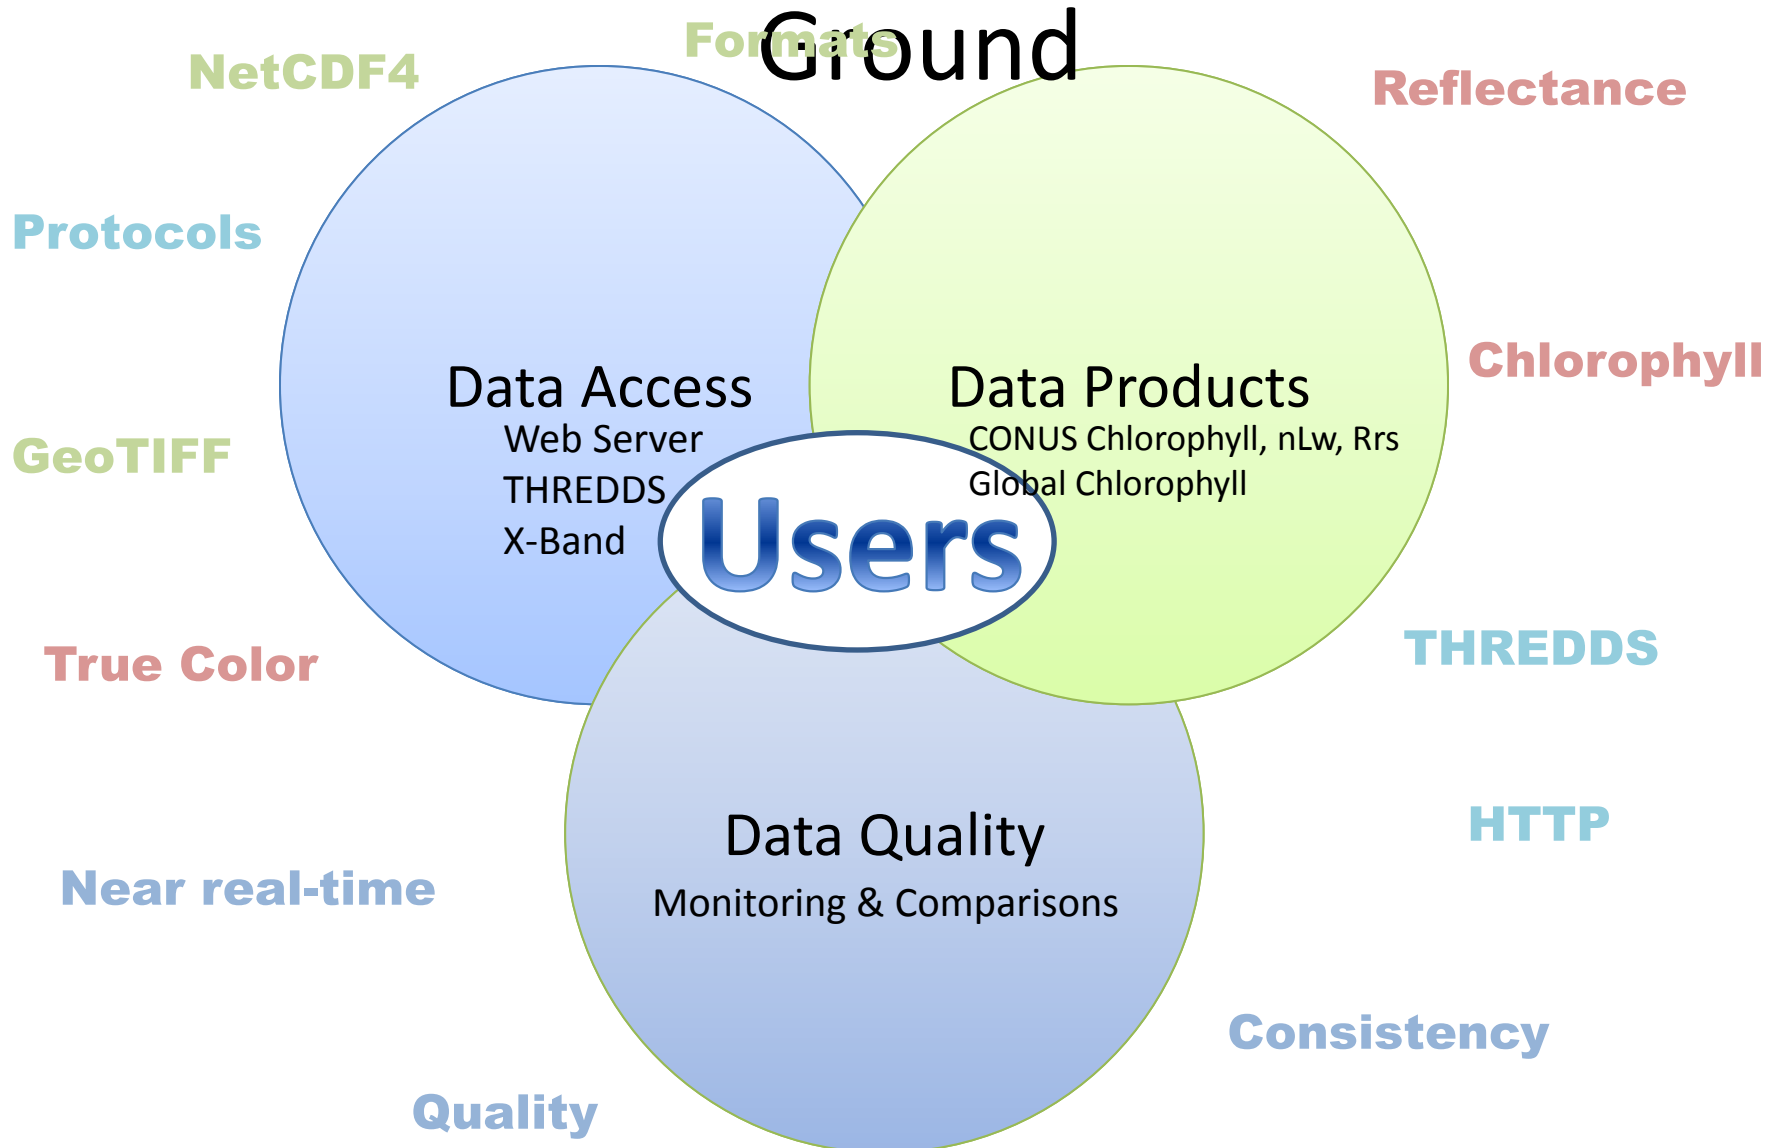 Ground
Formats
NetCDF4
Reflectance
Protocols
Chlorophyll
Data Access
Web Server
THREDDS
X-Band
Data Products
CONUS Chlorophyll, nLw, Rrs
Global Chlorophyll
GeoTIFF
Users
True Color
THREDDS
HTTP
Data Quality
Monitoring & Comparisons
Near real-time
Consistency
Quality